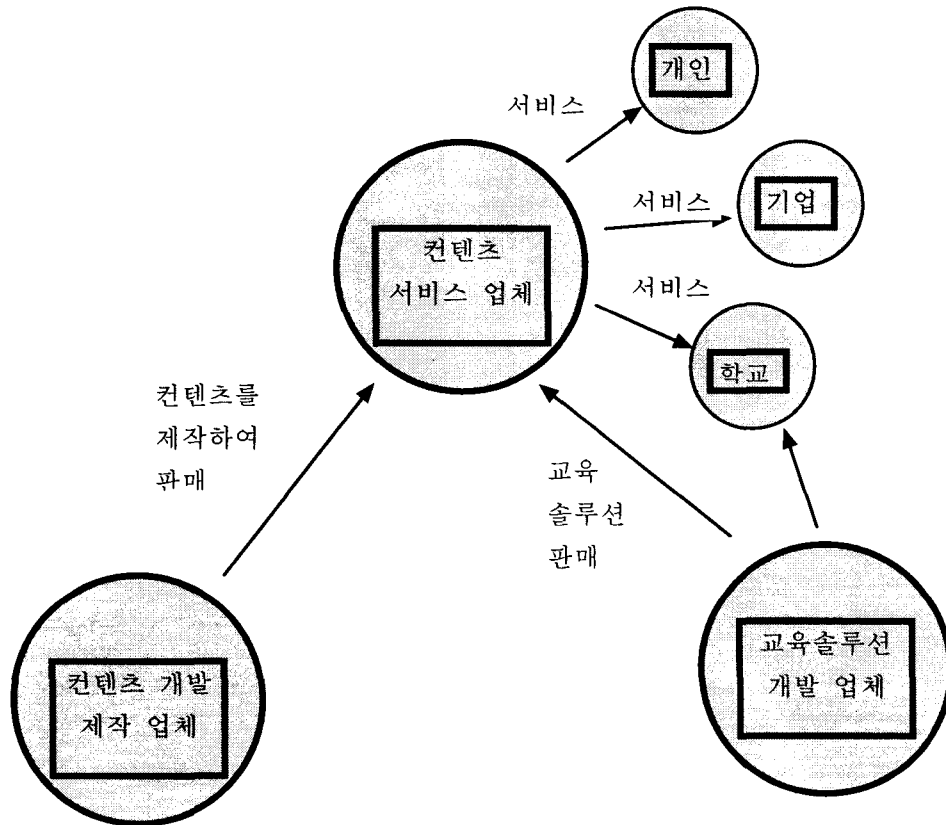 개인
서비스
기업
서비스
컨텐츠
서비스 업체
서비스
학교
컨텐츠를
제작하여
판매
교육
솔루션
판매
교육솔루션
개발 업체
컨텐츠 개발
제작 업체